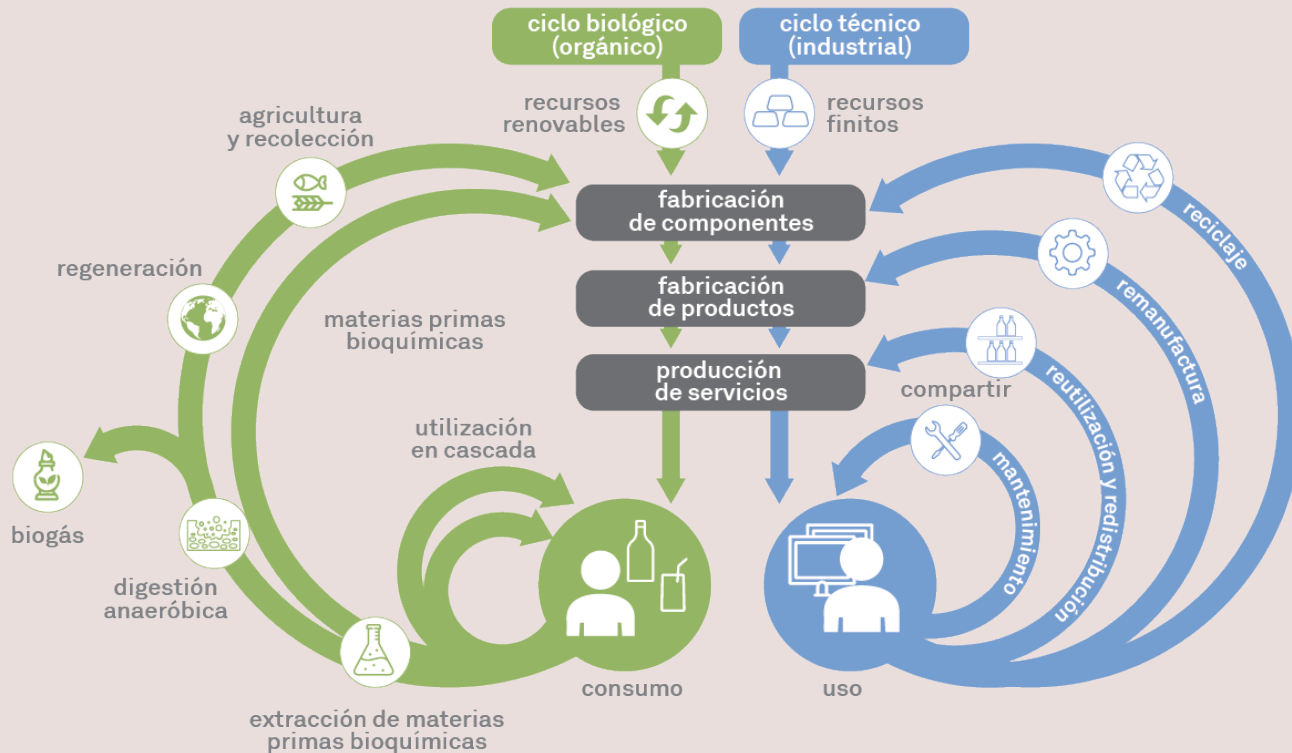 ciclo biológico
(orgánico)
ciclo técnico
(industrial)
recursos
renovables
recursos
finitos
agricultura
y recolección
fabricación
de componentes
reciclaje
regeneración
fabricación
de productos
remanufactura
materias primas
bioquímicas
producción
de servicios
compartir
reutilización y redistribución
utilización
en cascada
mantenimiento
biogás
digestión
anaeróbica
consumo
uso
extracción de materias
primas bioquímicas